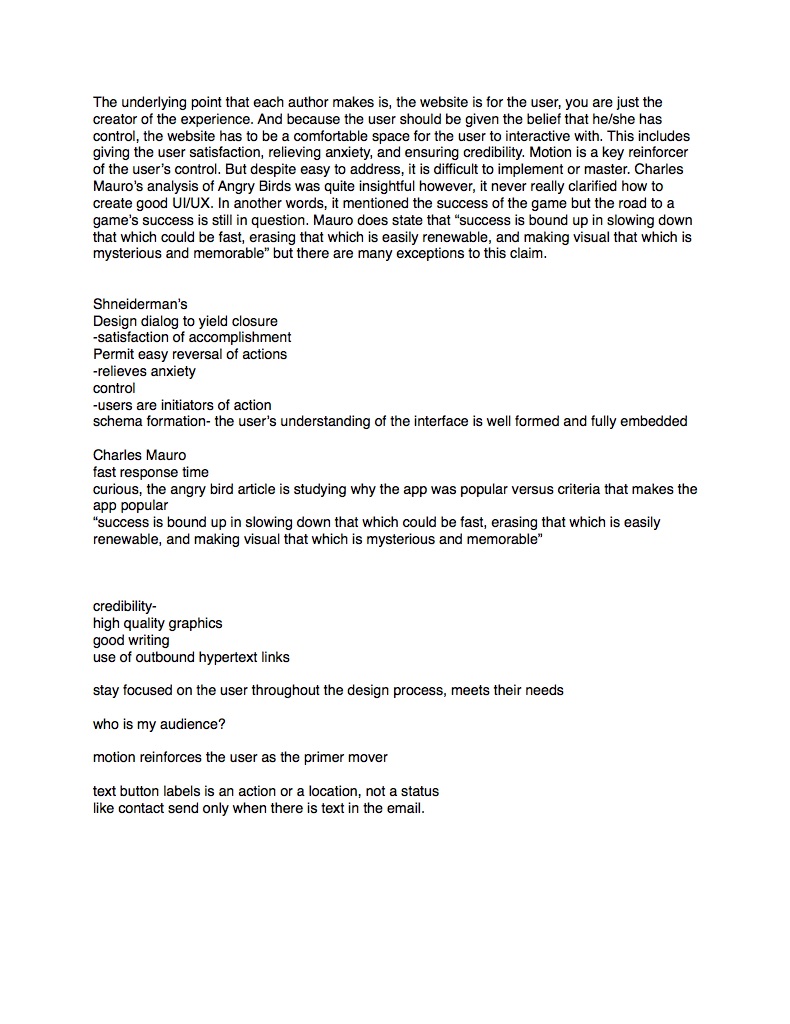 The underlying point that each author makes is, the website is for the user, you are just the
creator of the experience. And because the user should be given the belief that he/she has
control, the website has to be a comfortable space for the user to interactive with. This includes
giving the user satisfaction, relieving anxiety, and ensuring credibility. Motion is a key reinforcer
of the user’s control. But despite easy to address, it is difficult to implement or master. Charles
Mauro’s analysis of Angry Birds was quite insightful however, it never really clarified how to
create good UI/UX. In another words, it mentioned the success of the game but the road to a
game’s success is still in question. Mauro does state that “success is bound up in slowing down
that which could be fast, erasing that which is easily renewable, and making visual that which is
mysterious and memorable” but there are many exceptions to this claim.
Shneiderman’s
Design dialog to yield closure
-satisfaction of accomplishment
Permit easy reversal of actions
-relieves anxiety
control
-users are initiators of action
schema formation- the user’s understanding of the interface is well formed and fully embedded
Charles Mauro
fast response time
curious, the angry bird article is studying why the app was popular versus criteria that makes the
app popular
“success is bound up in slowing down that which could be fast, erasing that which is easily
renewable, and making visual that which is mysterious and memorable”
credibility-
high quality graphics
good writing
use of outbound hypertext links
stay focused on the user throughout the design process, meets their needs
who is my audience?
motion reinforces the user as the primer mover
text button labels is an action or a location, not a status
like contact send only when there is text in the email.